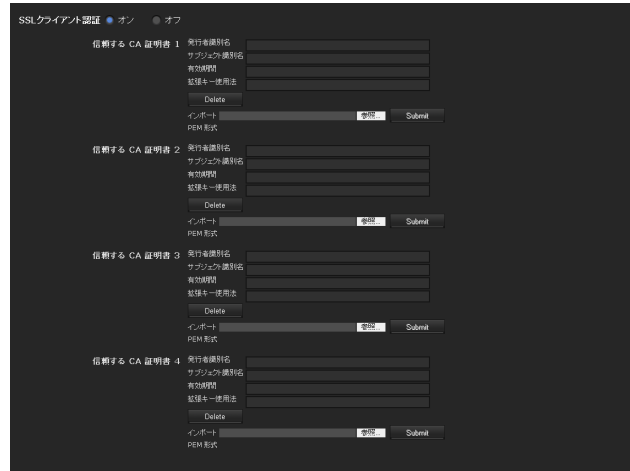 SSLクライアント認証 オン オフ
信頼する CA 証明書 1 発行者識別名
サブジェクト識別名
有効期間
拡張キー使用法
Delete
インポート 参照... Submit
PEM 形式
信頼する CA 証明書 2 発行者識別名
サブジェクト識別名
有効期間
拡張キー使用法
Delete
インポート 参照... Submit
PEM 形式
信頼する CA 証明書 3 発行者識別名
サブジェクト識別名
有効期間
拡張キー使用法
Delete
インポート 参照... Submit
PEM 形式
信頼する CA 証明書 4 発行者識別名
サブジェクト識別名
有効期間
拡張キー使用法
Delete
インポート 参照... Submit
PEM 形式